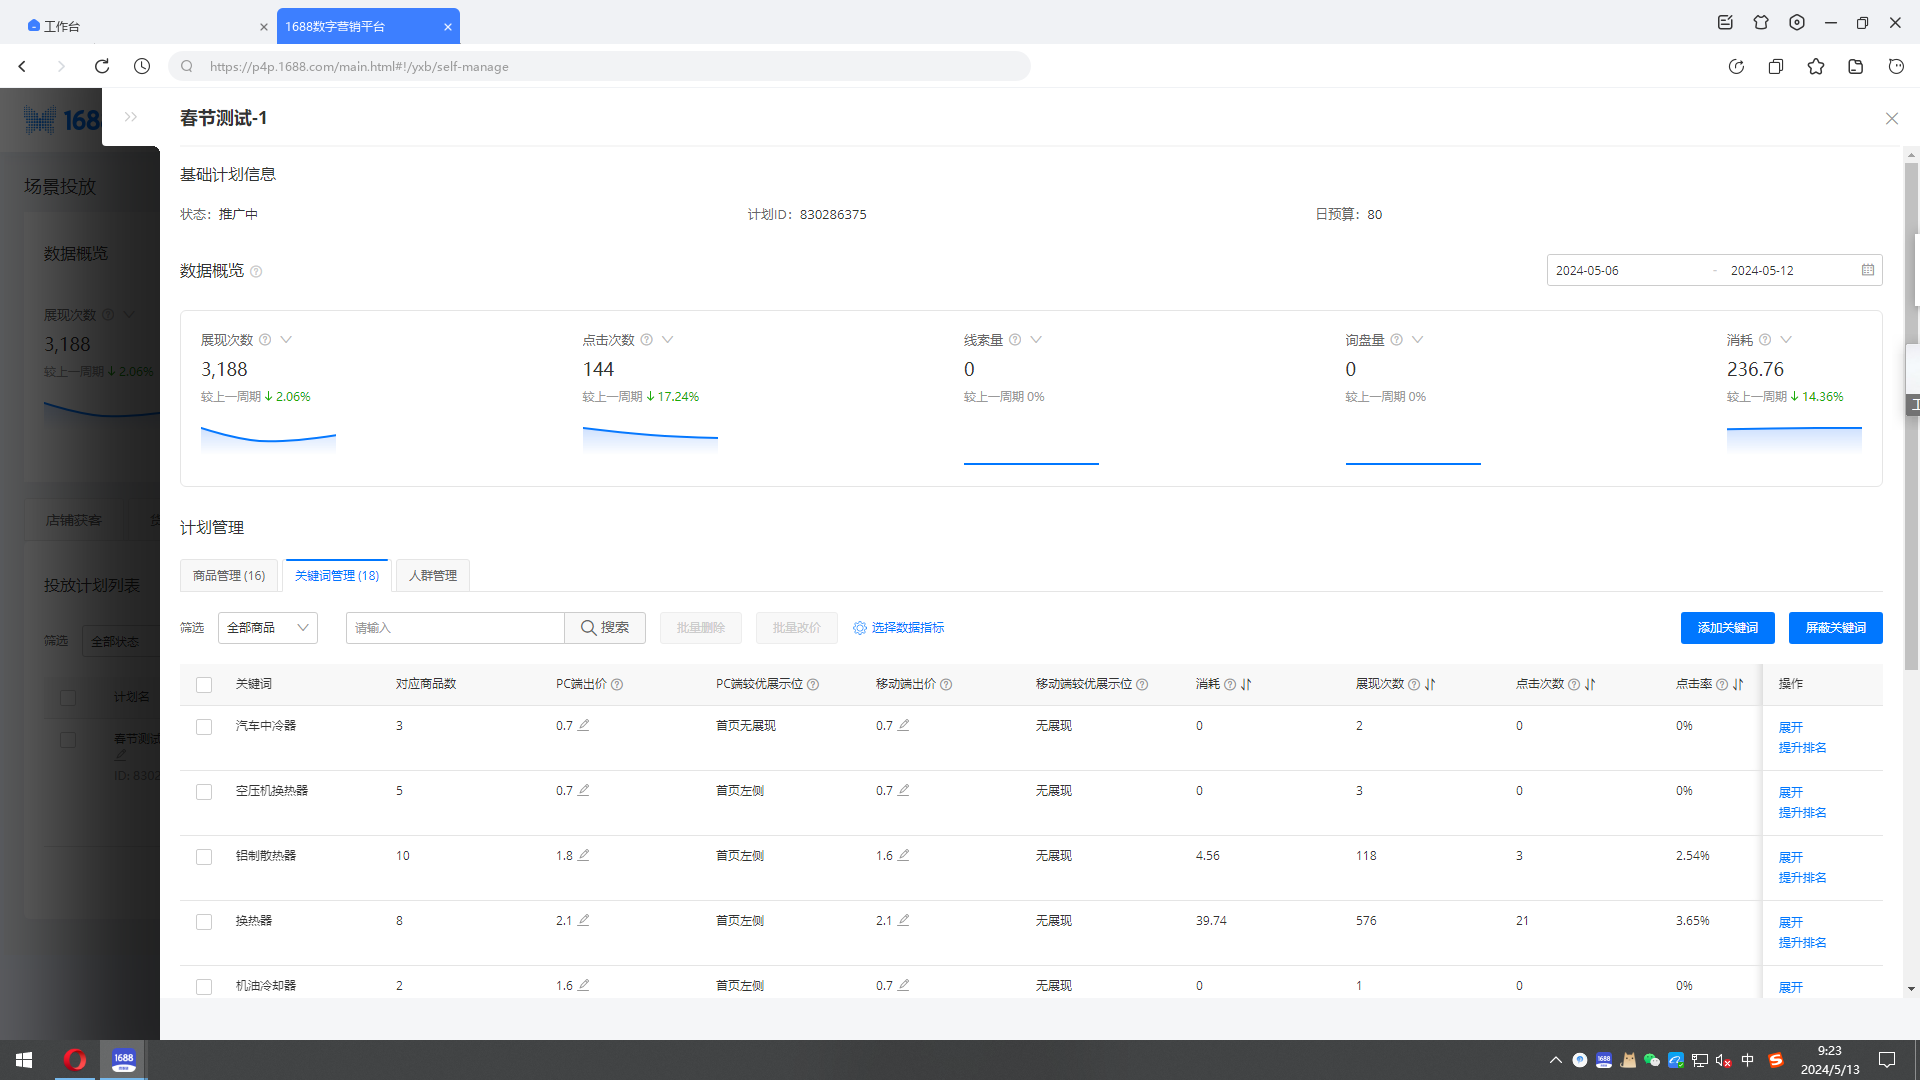 工作台
1688数字营销平台
https://p4p.1688.com/main.html#!/yxb/self-manage
168
春节测试-1
场景投放
基础计划信息
状态：推广中
计划ID：830286375
日预算：80
数据概览
数据概览
2024-05-06 - 2024-05-12
展现次数
3,188
较上一周期 2.06%
展现次数
3,188
较上一周期 2.06%
点击次数
144
较上一周期 17.24%
线索量
0
较上一周期 0%
询盘量
0
较上一周期 0%
消耗
236.76
较上一周期 14.36%
店铺获客
计划管理
商品管理 (16)
关键词管理 (18)
人群管理
投放计划列表
筛选 全部状态
计划名
春节测试
ID: 8302
筛选 全部商品 请输入 搜索 批量删除 批量改价 选择数据指标 添加关键词 屏蔽关键词
关键词 对应商品数 PC端出价 PC端较优展示位 移动端出价 移动端较优展示位 消耗 展现次数 点击次数 点击率 操作
汽车中冷器 3 0.7 首页无展现 0.7 无展现 0 2 0 0% 展开
提升排名
空压机换热器 5 0.7 首页左侧 0.7 无展现 0 3 0 0% 展开
提升排名
铝制散热器 10 1.8 首页左侧 1.6 无展现 4.56 118 3 2.54% 展开
提升排名
换热器 8 2.1 首页左侧 2.1 无展现 39.74 576 21 3.65% 展开
提升排名
机油冷却器 2 1.6 首页左侧 0.7 无展现 0 1 0 0% 展开
1688
1688
中
9:23
2024/5/13